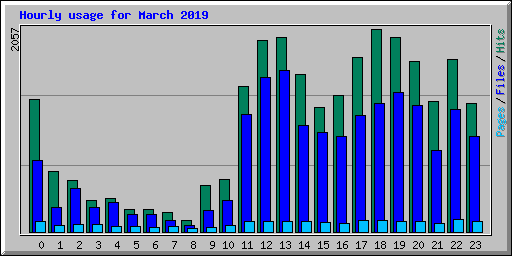 Hourly usage for March 2019
2057
Pages / Files / Hits
0 1 2 3 4 5 6 7 8 9 10 11 12 13 14 15 16 17 18 19 20 21 22 23